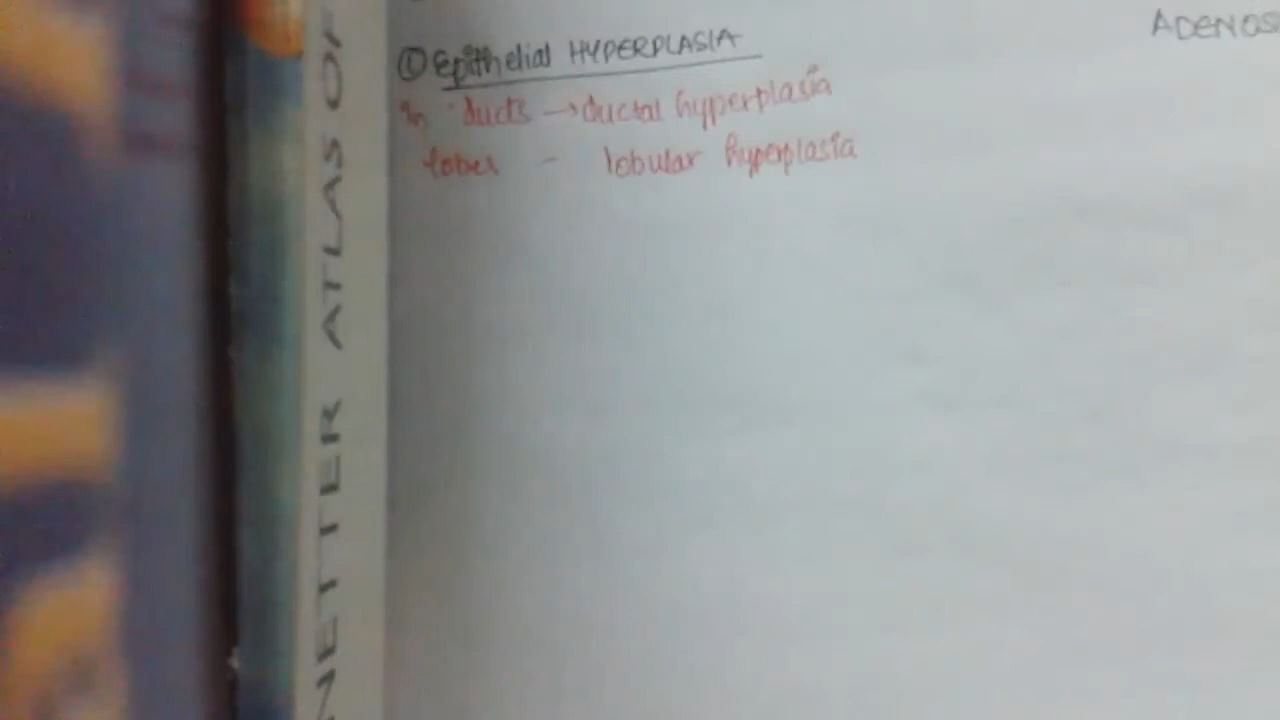 NETTER ATLAS OF
ADENOS
① Epithelial HYPERPLASIA
In ducts → ductal hyperplasia
lobes - lobular hyperplasia